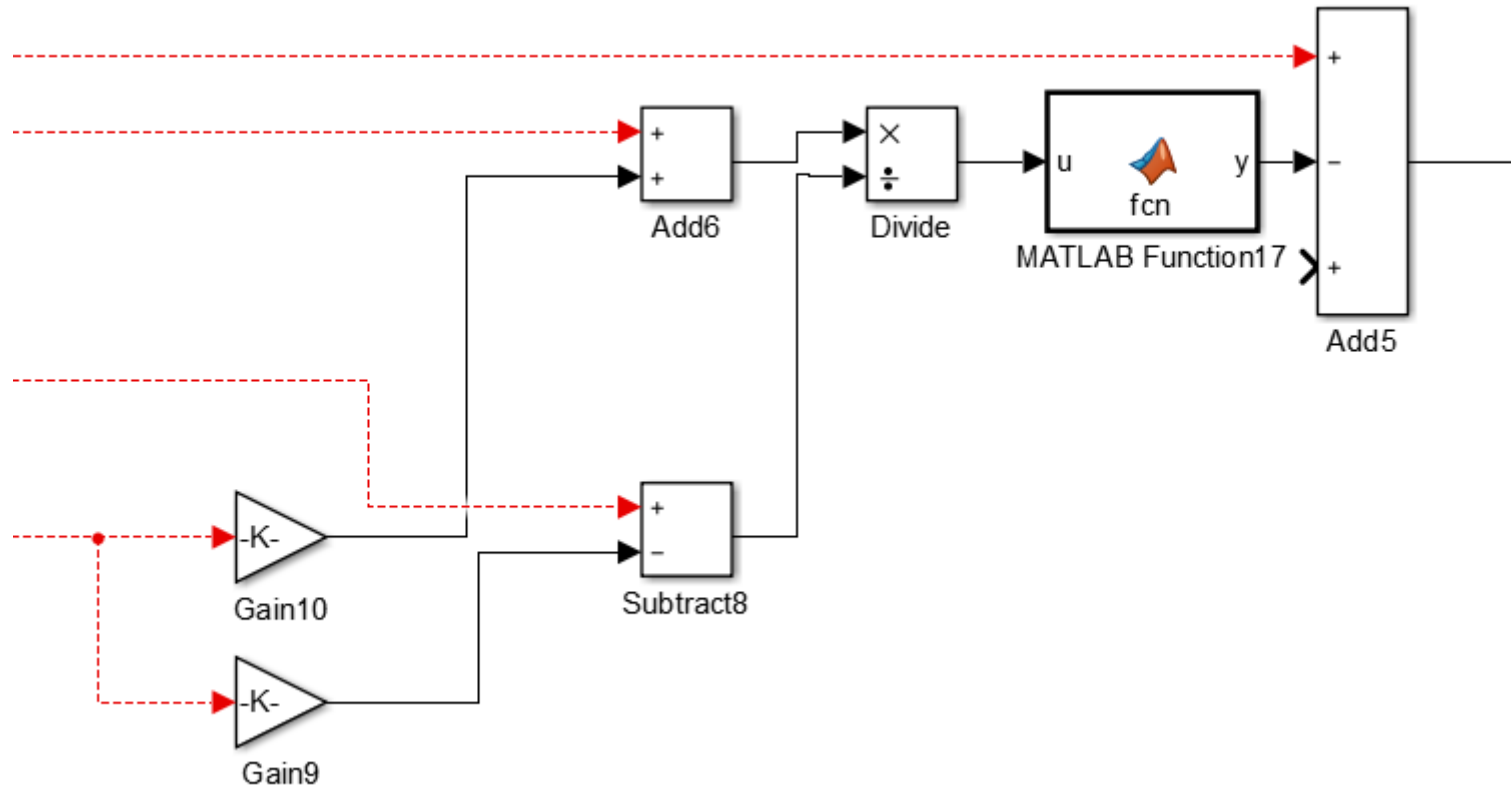 +
+
+
Add6
×
÷
Divide
u
y
fcn
MATLAB Function17
+
−
+
Add5
-K-
Gain10
+
−
Subtract8
-K-
Gain9